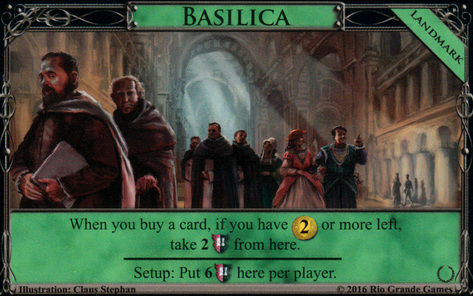 BASILICA
LANDMARK
When you buy a card, if you have 2 or more left,
take 2 from here.
Setup: Put 6 here per player.
Illustration: Claus Stephan
© 2016 Rio Grande Games